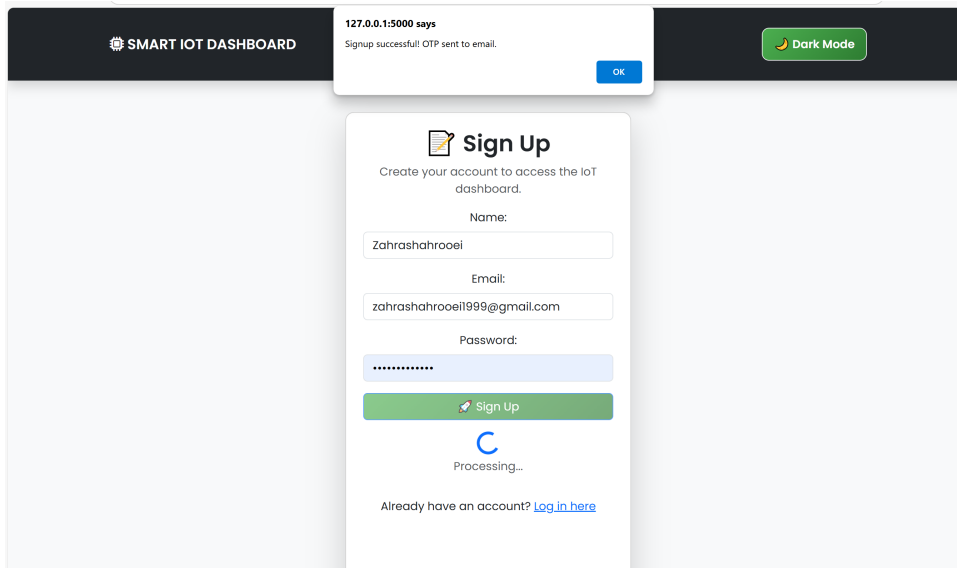 127.0.0.1:5000 says
Signup successful! OTP sent to email.
OK
SMART IOT DASHBOARD
Dark Mode
Sign Up
Create your account to access the IoT
dashboard.
Name:
Zahrashahrooei
Email:
zahrashahrooei1999@gmail.com
Password:
•••••••••••••
Sign Up
Processing...
Already have an account? Log in here